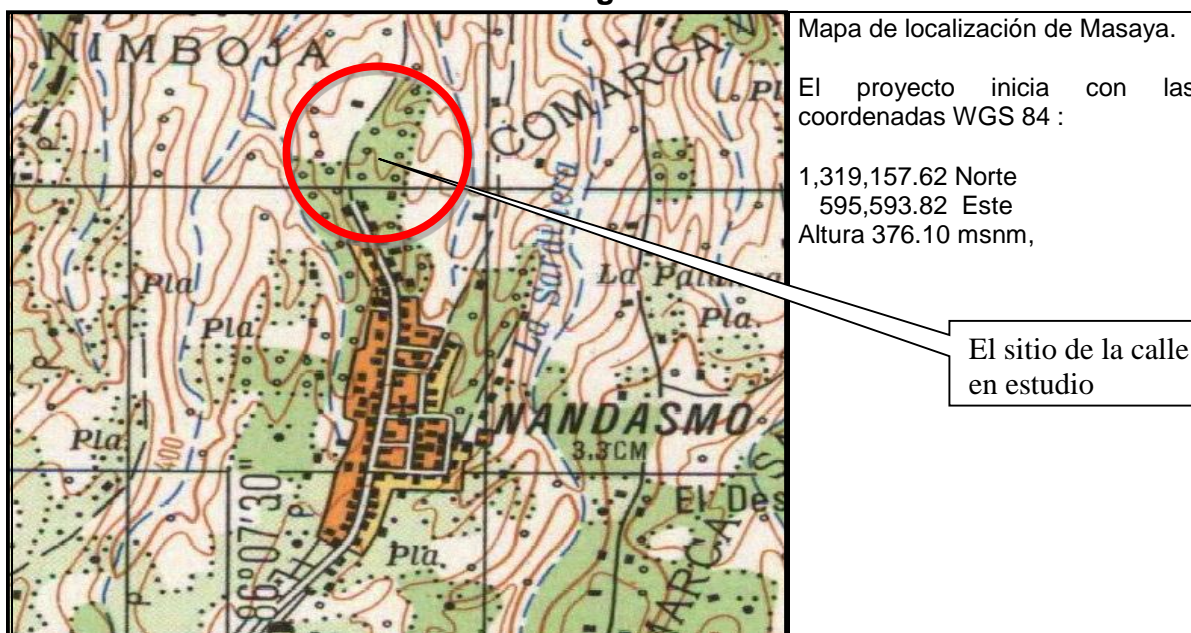 Mapa de localización de Masaya.
El proyecto inicia con las
coordenadas WGS 84 :
1,319,157.62 Norte
595,593.82 Este
Altura 376.10 msnm,
El sitio de la calle
en estudio
NIMBOJA
COMARCA
La Sardinera
La
Pla.
Pla
Pla.
Pla.
NANDASMO
3.3CM
400
El Des
86°07'30"
Pla.
MARCA
P